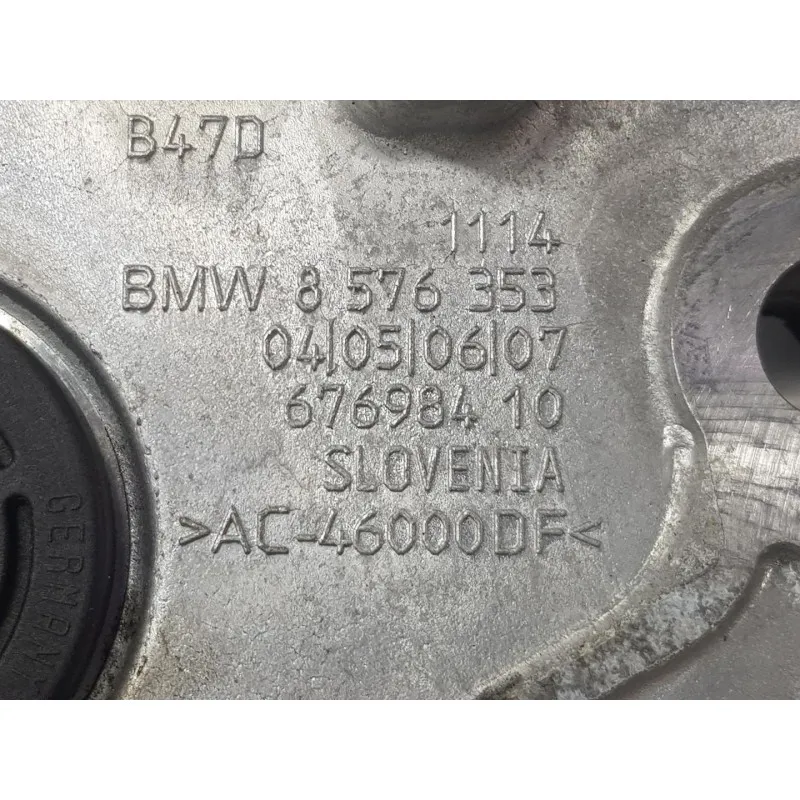 B47D
1114
BMW 8 576 353
04|05|06|07
676984 10
SLOVENIA
>AC-46000DF<
GERMANY